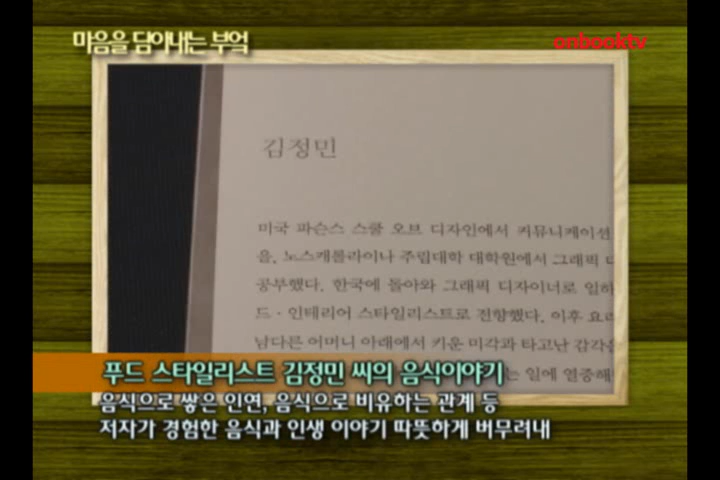 마음을 담아내는 부엌
onbooktv
김정민
미국 파슨스 스쿨 오브 디자인에서 커뮤니케이션
을, 노스캐롤라이나 주립대학 대학원에서 그래픽 디
공부했다. 한국에 돌아와 그래픽 디자이너로 일하
드·인테리어 스타일리스트로 전향했다. 이후 요리
남다른 어머니 아래에서 키운 미각과 타고난 감각을
는 일에 열중해
푸드 스타일리스트 김정민 씨의 음식이야기
음식으로 쌓은 인연, 음식으로 비유하는 관계 등
저자가 경험한 음식과 인생 이야기 따뜻하게 버무려내